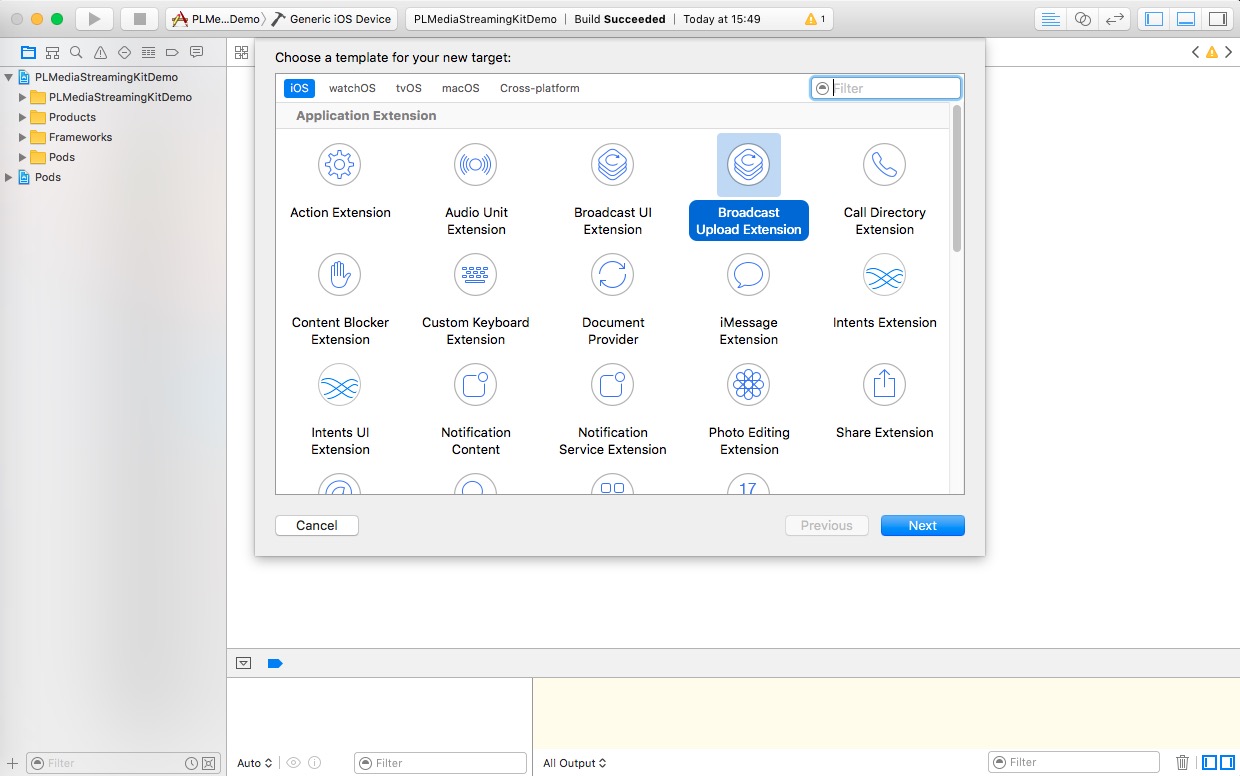 PLMe...Demo
Generic iOS Device
PLMediaStreamingKitDemo | Build Succeeded | Today at 15:49
1
PLMediaStreamingKitDemo
PLMediaStreamingKitDemo
Products
Frameworks
Pods
Pods
Choose a template for your new target:
iOS watchOS tvOS macOS Cross-platform
Filter
Application Extension
Action Extension
Audio Unit
Extension
Broadcast UI
Extension
Broadcast
Upload Extension
Call Directory
Extension
Content Blocker
Extension
Custom Keyboard
Extension
Document
Provider
iMessage
Extension
Intents Extension
Intents UI
Extension
Notification
Content
Notification
Service Extension
Photo Editing
Extension
Share Extension
17
Cancel
Previous
Next
Filter
Auto
Filter
All Output
Filter